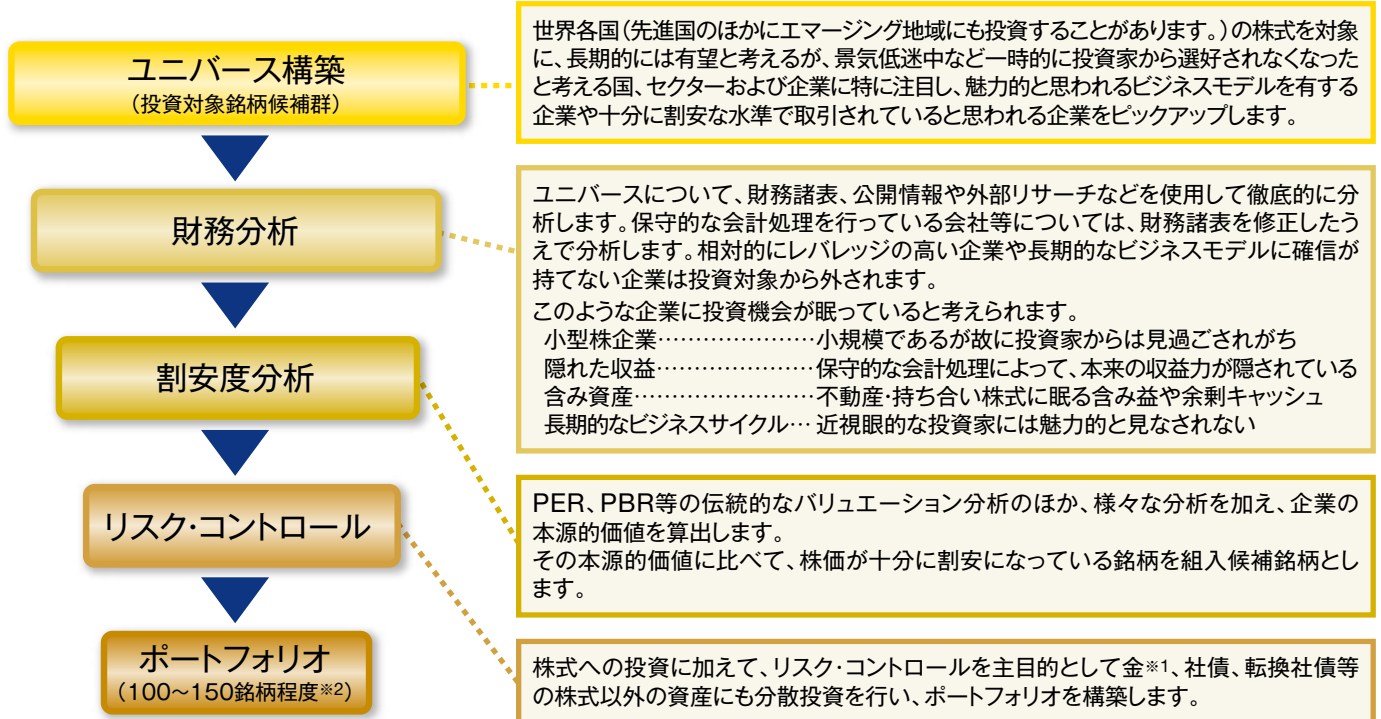 ユニバース構築
（投資対象銘柄候補群）
世界各国（先進国のほかにエマージング地域にも投資することがあります。）の株式を対象
に、長期的には有望と考えるが、景気低迷中など一時的に投資家から選好されなくなった
と考える国、セクターおよび企業に特に注目し、魅力的と思われるビジネスモデルを有する
企業や十分に割安な水準で取引されていると思われる企業をピックアップします。
財務分析
ユニバースについて、財務諸表、公開情報や外部リサーチなどを使用して徹底的に分
析します。保守的な会計処理を行っている会社等については、財務諸表を修正したう
えで分析します。相対的にレバレッジの高い企業や長期的なビジネスモデルに確信が
持てない企業は投資対象から外されます。
このような企業に投資機会が眠っていると考えられます。
小型株企業…………………小規模であるが故に投資家からは見過ごされがち
隠れた収益…………………保守的な会計処理によって、本来の収益力が隠されている
含み資産……………………不動産・持ち合い株式に眠る含み益や余剰キャッシュ
長期的なビジネスサイクル…近視眼的な投資家には魅力的と見なされない
割安度分析
PER、PBR等の伝統的なバリュエーション分析のほか、様々な分析を加え、企業の
本源的価値を算出します。
その本源的価値に比べて、株価が十分に割安になっている銘柄を組入候補銘柄とし
ます。
リスク・コントロール
株式への投資に加えて、リスク・コントロールを主目的として金※1、社債、転換社債等
の株式以外の資産にも分散投資を行い、ポートフォリオを構築します。
ポートフォリオ
（100～150銘柄程度※2）